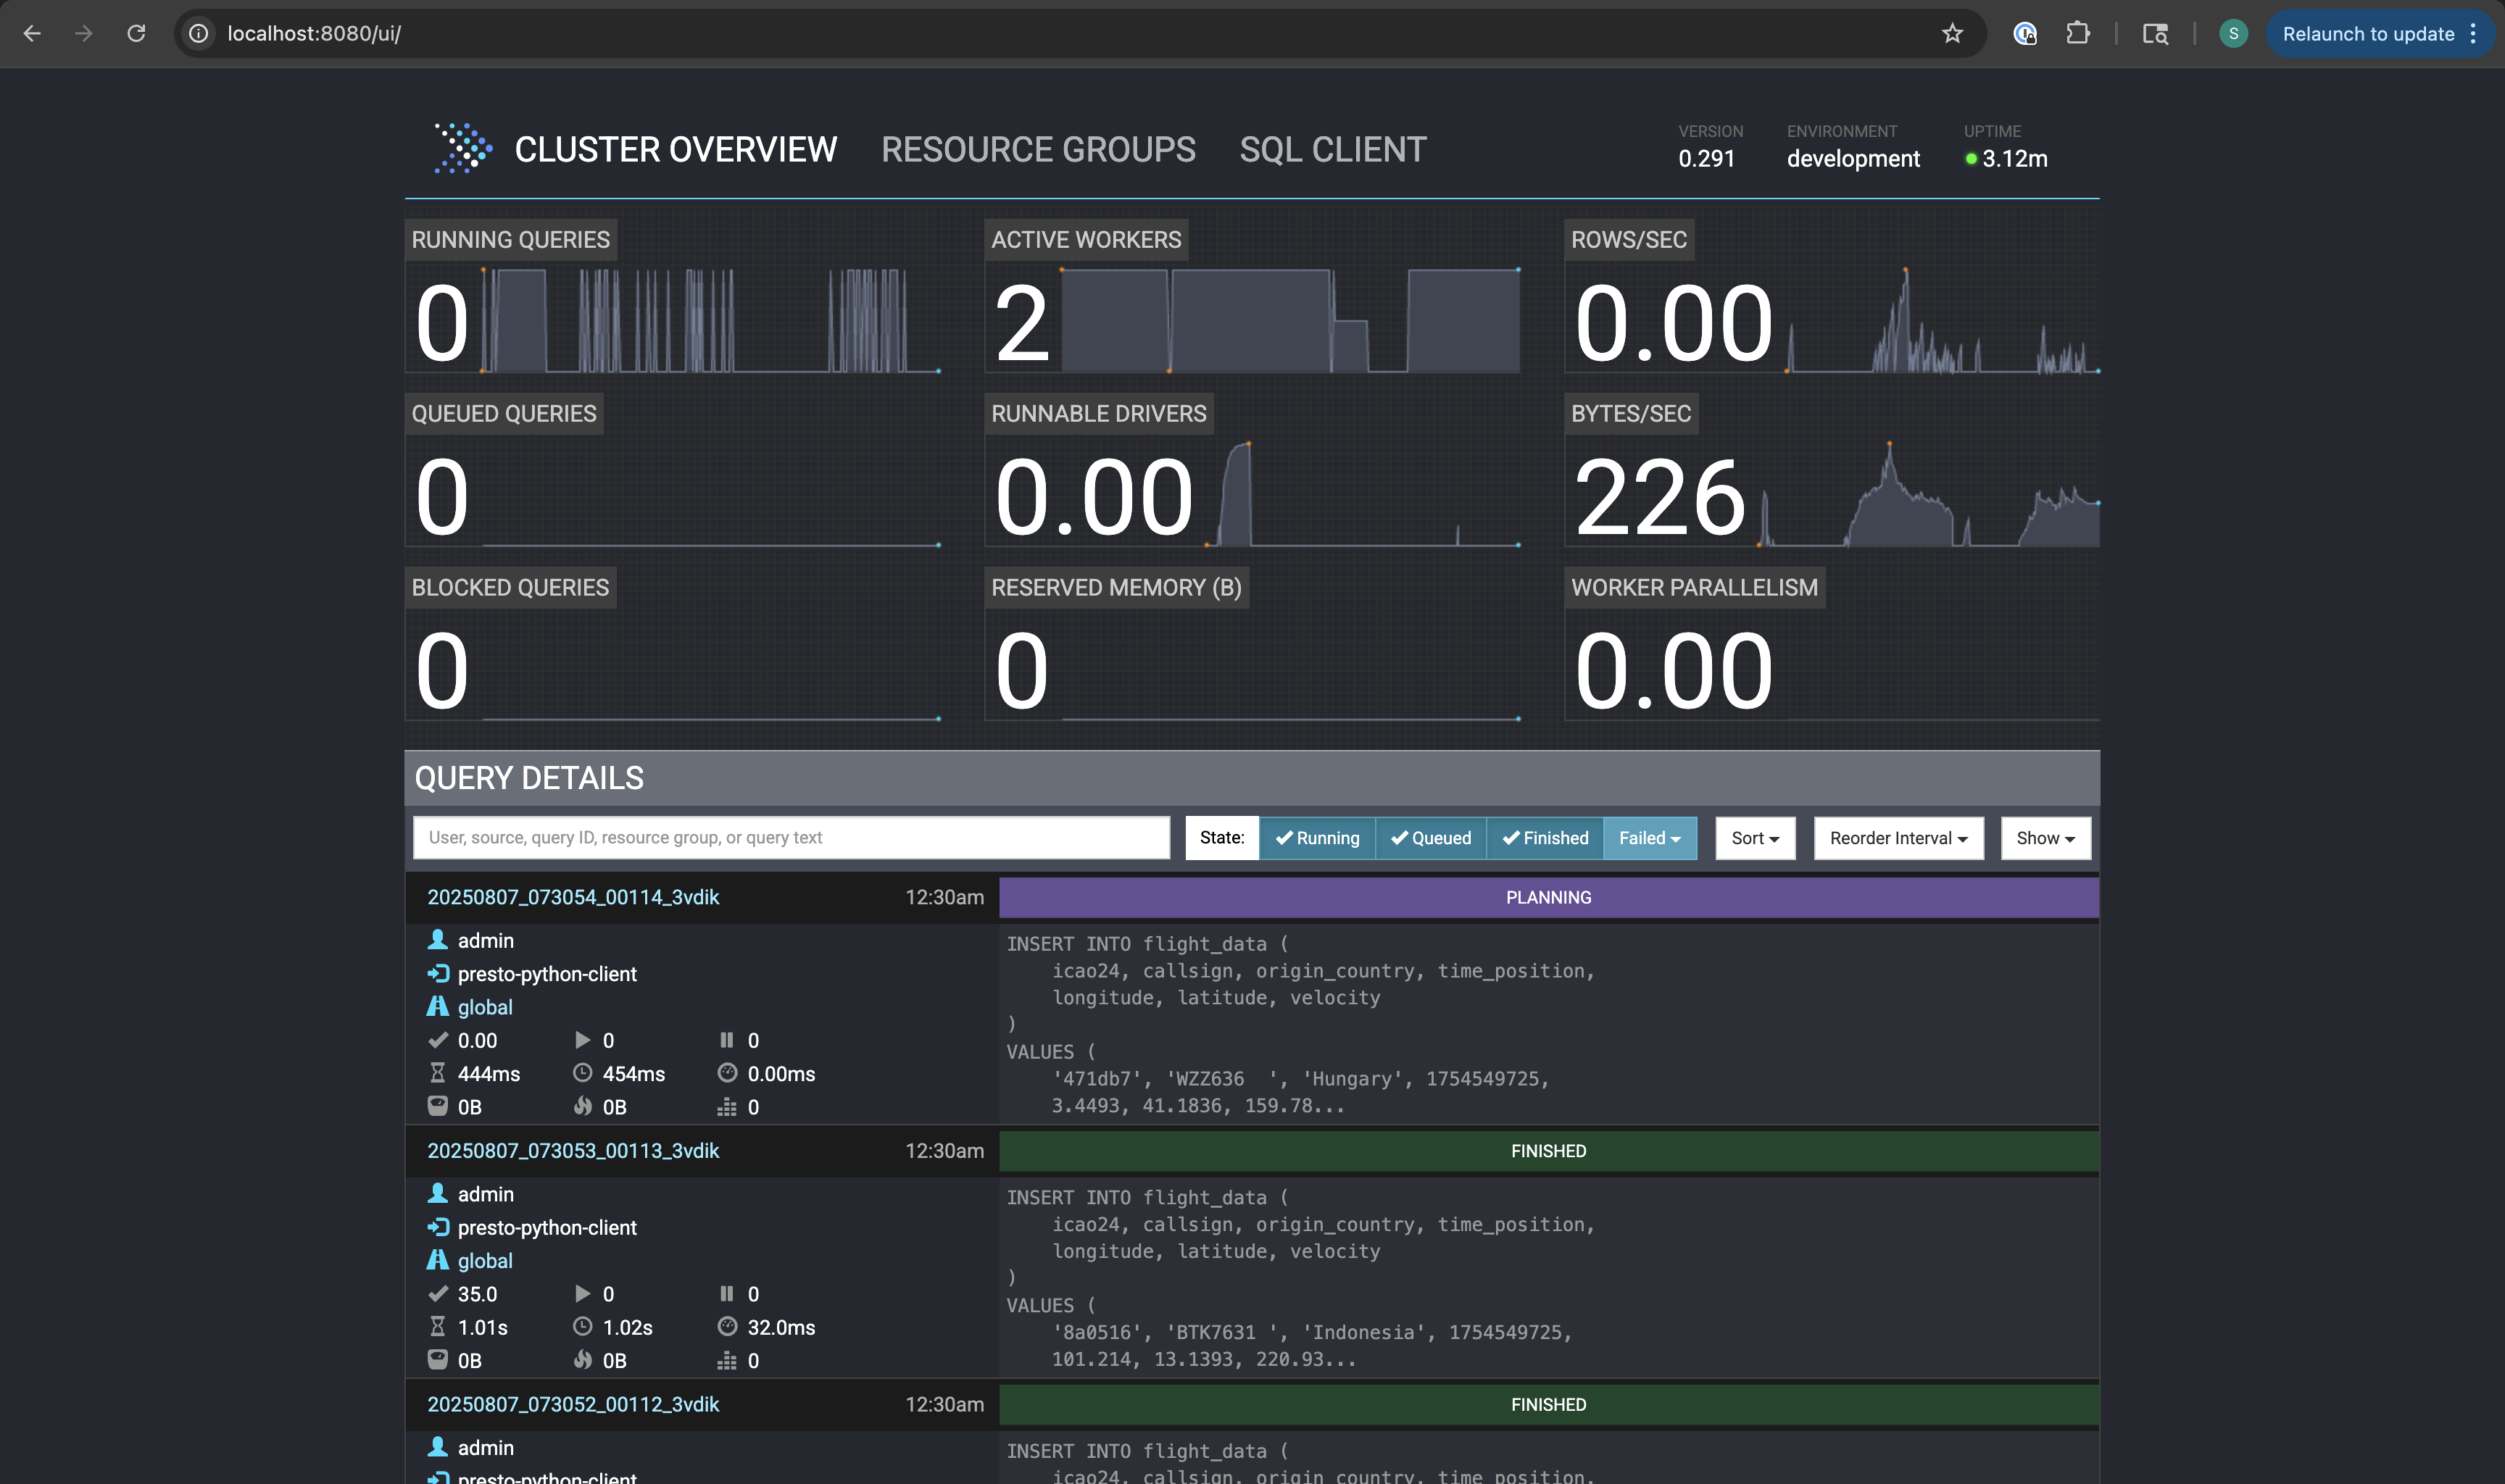 localhost:8080/ui/
S
Relaunch to update
CLUSTER OVERVIEW
RESOURCE GROUPS
SQL CLIENT
VERSION
0.291
ENVIRONMENT
development
UPTIME
3.12m
RUNNING QUERIES
0
ACTIVE WORKERS
2
ROWS/SEC
0.00
QUEUED QUERIES
0
RUNNABLE DRIVERS
0.00
BYTES/SEC
226
BLOCKED QUERIES
0
RESERVED MEMORY (B)
0
WORKER PARALLELISM
0.00
QUERY DETAILS
User, source, query ID, resource group, or query text
State:
Running
Queued
Finished
Failed
Sort
Reorder Interval
Show
20250807_073054_00114_3vdik 12:30am
PLANNING
admin
presto-python-client
global
0.00 0 0
444ms 454ms 0.00ms
0B 0B 0
INSERT INTO flight_data (
icao24, callsign, origin_country, time_position,
longitude, latitude, velocity
)
VALUES (
'471db7', 'WZZ636  ', 'Hungary', 1754549725,
3.4493, 41.1836, 159.78...
20250807_073053_00113_3vdik 12:30am
FINISHED
admin
presto-python-client
global
35.0 0 0
1.01s 1.02s 32.0ms
0B 0B 0
INSERT INTO flight_data (
icao24, callsign, origin_country, time_position,
longitude, latitude, velocity
)
VALUES (
'8a0516', 'BTK7631 ', 'Indonesia', 1754549725,
101.214, 13.1393, 220.93...
20250807_073052_00112_3vdik 12:30am
FINISHED
admin
presto-python-client
INSERT INTO flight_data (
icao24, callsign, origin_country, time_position,